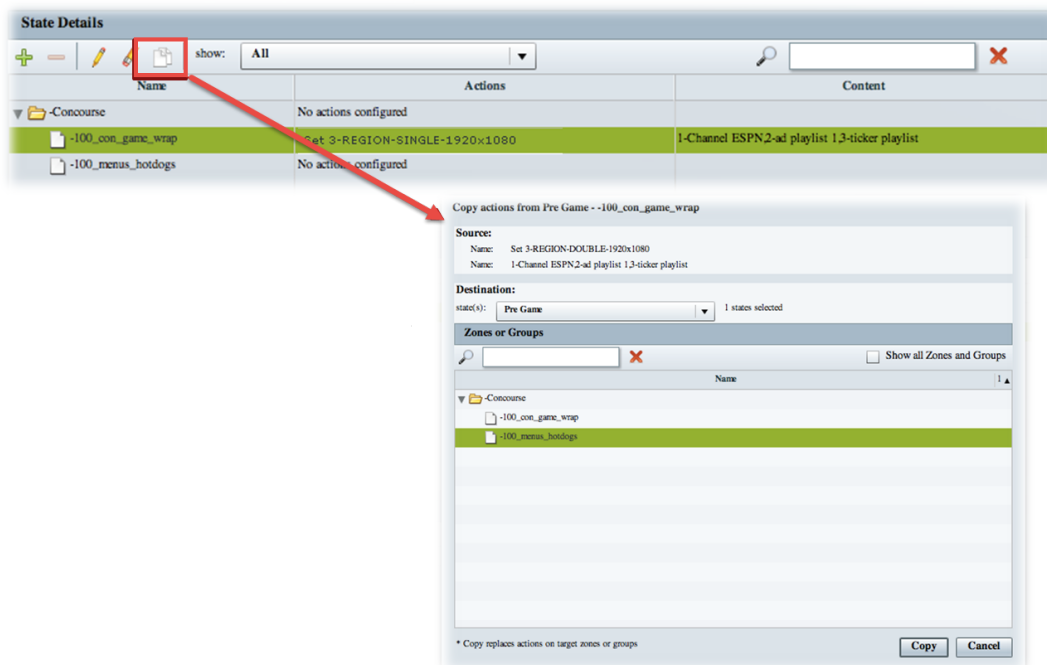 State Details
show: All
Name Actions Content
-Concourse No actions configured
-100_con_game_wrap Set 3-REGION-SINGLE-1920x1080 1-Channel ESPN,2-ad playlist 1,3-ticker playlist
-100_menus_hotdogs No actions configured
Copy actions from Pre Game - -100_con_game_wrap
Source:
Name: Set 3-REGION-DOUBLE-1920x1080
Name: 1-Channel ESPN,2-ad playlist 1,3-ticker playlist
Destination:
state(s): Pre Game 1 states selected
Zones or Groups
Show all Zones and Groups
Name 1
-Concourse
-100_con_game_wrap
-100_menus_hotdogs
* Copy replaces actions on target zones or groups
Copy Cancel